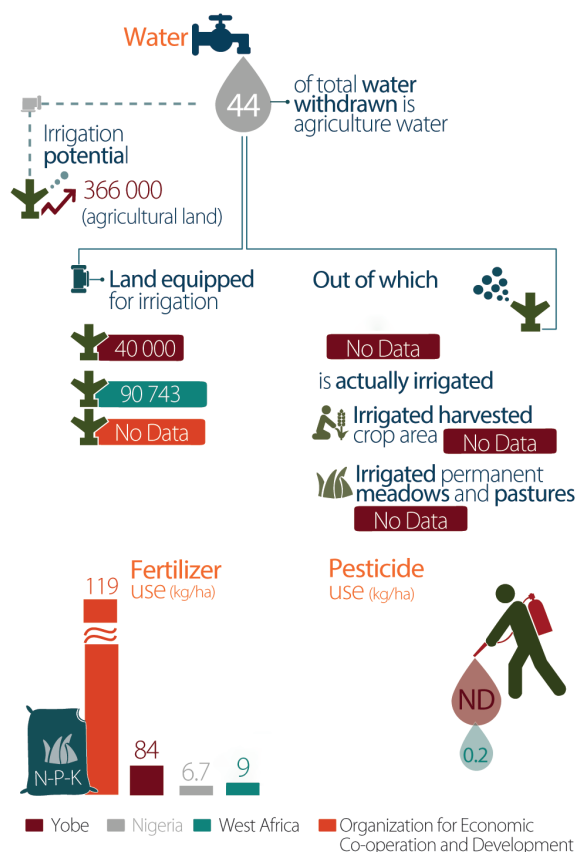 Water
44
of total water
withdrawn is
agriculture water
Irrigation
potential
366 000
(agricultural land)
Land equipped
for irrigation
40 000
90 743
No Data
Out of which
No Data
is actually irrigated
Irrigated harvested
crop area No Data
Irrigated permanent
meadows and pastures
No Data
Fertilizer
use (kg/ha)
119
84
6.7
9
N-P-K
Pesticide
use (kg/ha)
ND
0.2
Yobe
Nigeria
West Africa
Organization for Economic
Co-operation and Development